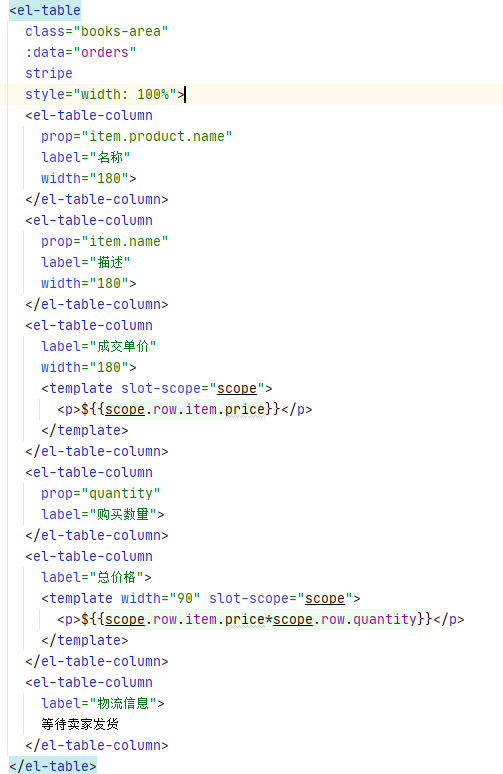 <el-table
class="books-area"
:data="orders"
stripe
style="width: 100%">
<el-table-column
prop="item.product.name"
label="名称"
width="180">
</el-table-column>
<el-table-column
prop="item.name"
label="描述"
width="180">
</el-table-column>
<el-table-column
label="成交单价"
width="180">
<template slot-scope="scope">
<p>${{scope.row.item.price}}</p>
</template>
</el-table-column>
<el-table-column
prop="quantity"
label="购买数量">
</el-table-column>
<el-table-column
label="总价格">
<template width="90" slot-scope="scope">
<p>${{scope.row.item.price*scope.row.quantity}}</p>
</template>
</el-table-column>
<el-table-column
label="物流信息">
等待卖家发货
</el-table-column>
</el-table>